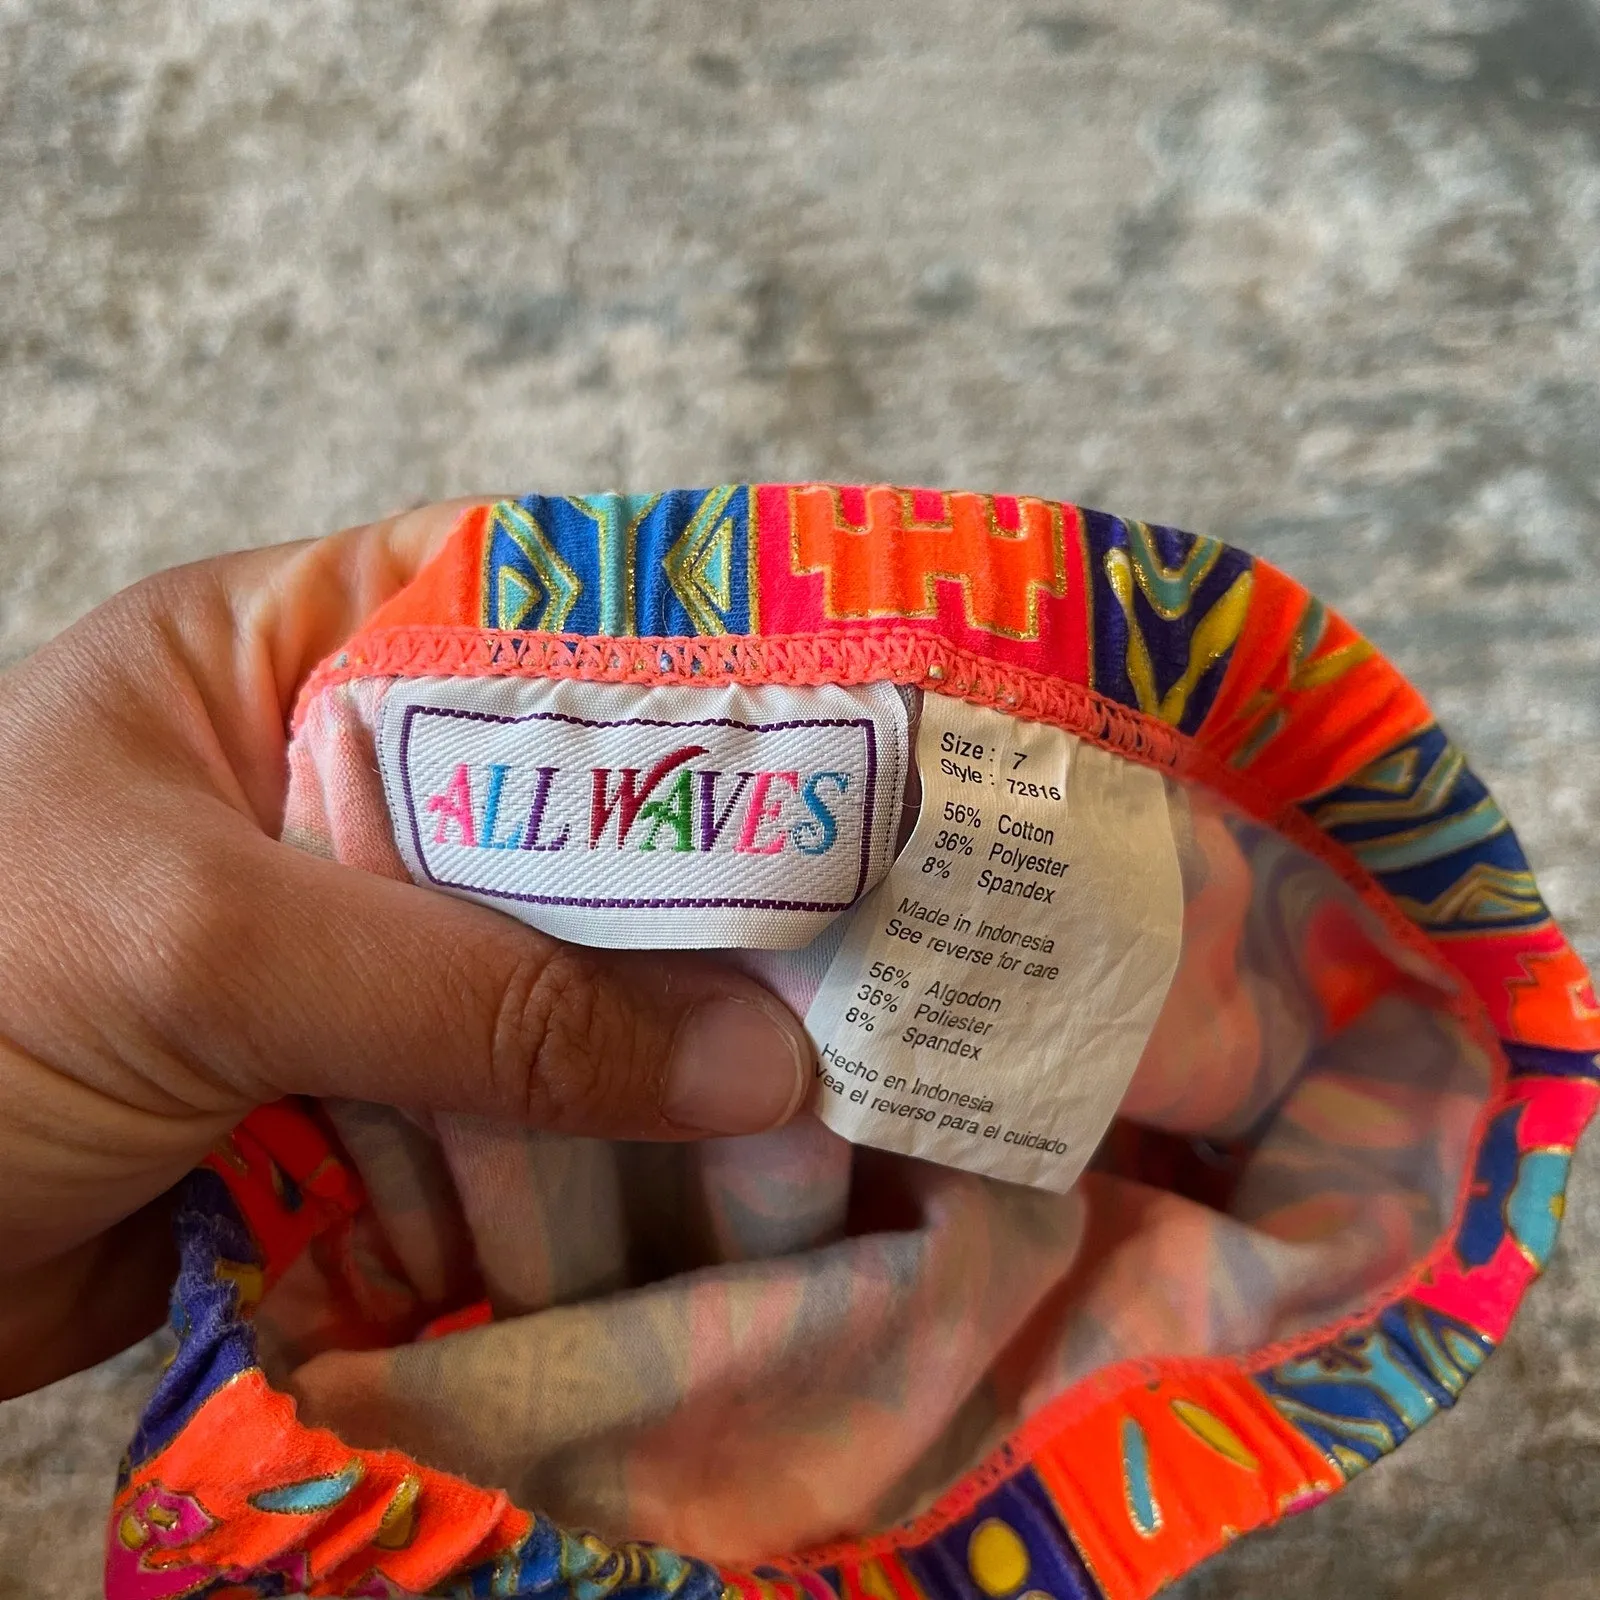 ALL WAVES
Size : 7
Style : 72816
56% Cotton
36% Polyester
8% Spandex
Made in Indonesia
See reverse for care
56% Algodon
36% Poliester
8% Spandex
Hecho en Indonesia
Vea el reverso para el cuidado